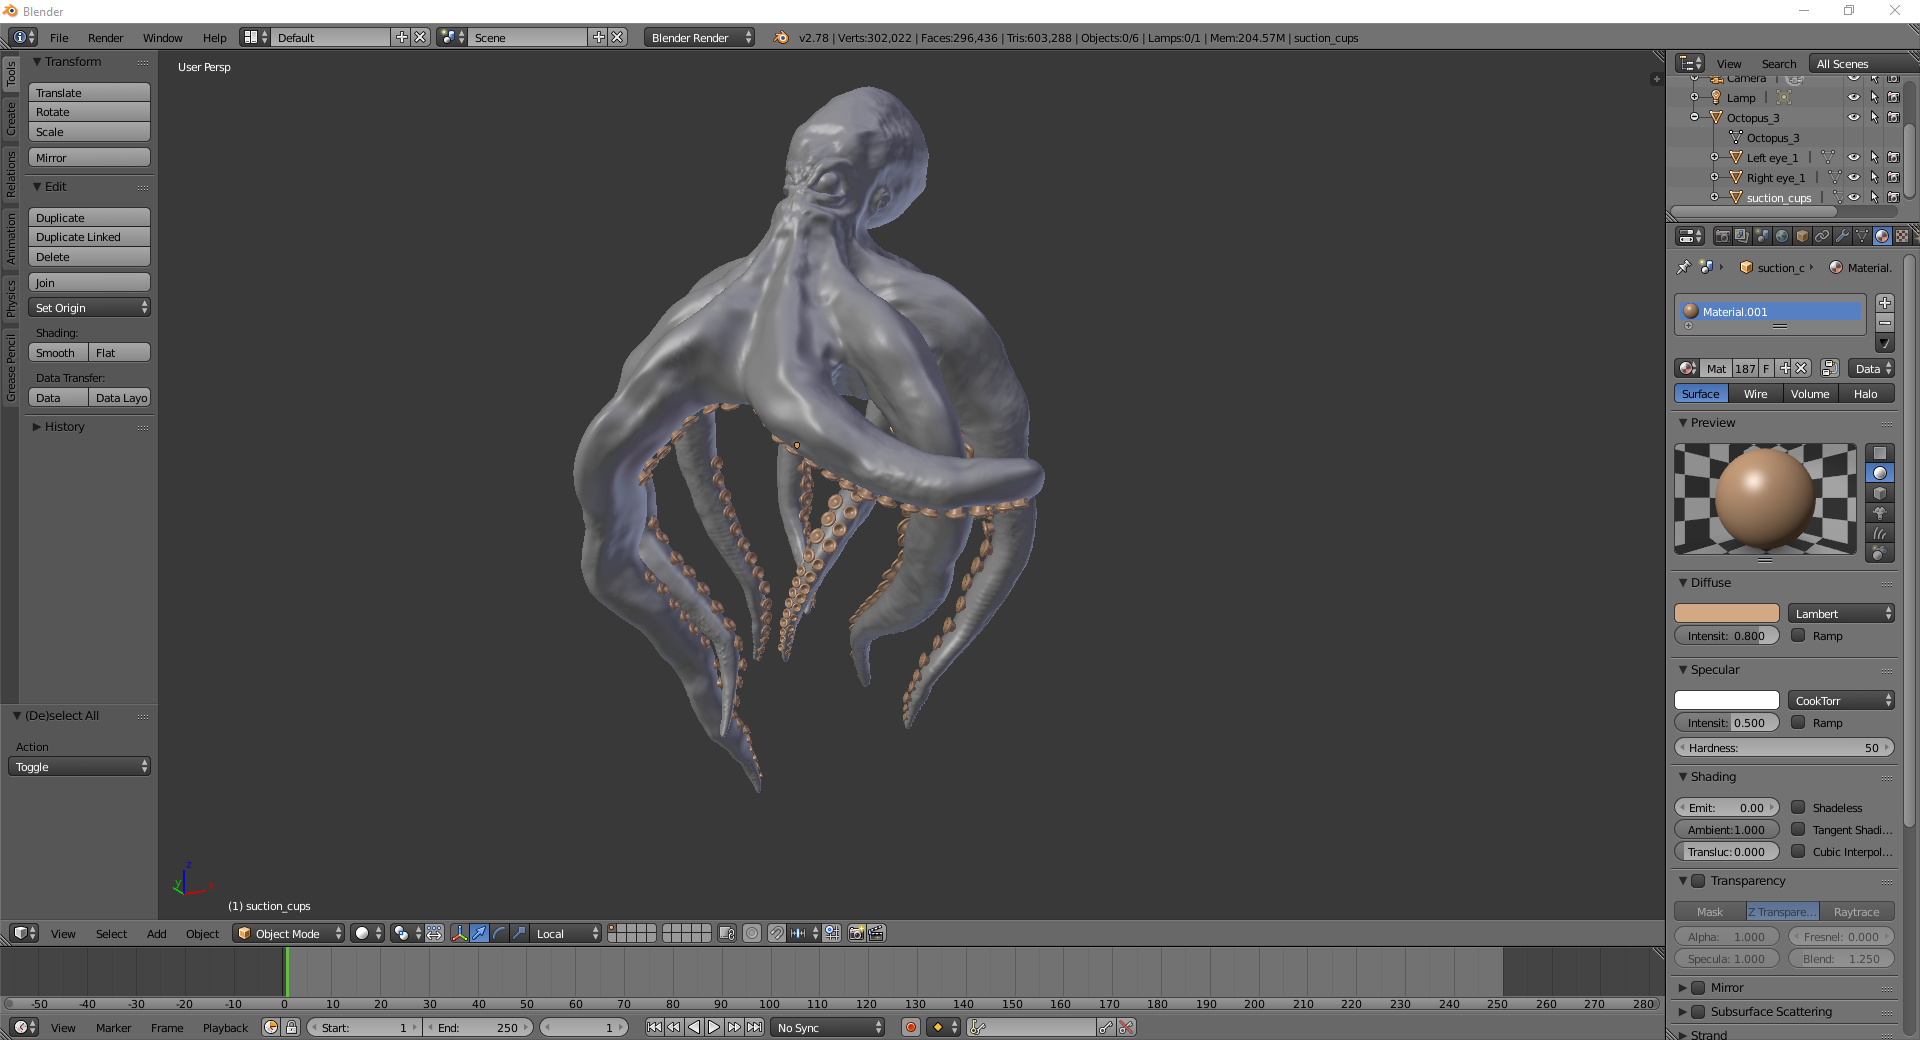 Blender
File Render Window Help Default Scene Blender Render v2.78 | Verts:302,022 | Faces:296,436 | Tris:603,288 | Objects:0/6 | Lamps:0/1 | Mem:204.57M | suction_cups
Tools
Create
Relations
Animation
Physics
Grease Pencil
Transform
Translate
Rotate
Scale
Mirror
Edit
Duplicate
Duplicate Linked
Delete
Join
Set Origin
Shading:
Smooth Flat
Data Transfer:
Data Data Layo
History
(De)select All
Action
Toggle
User Persp
z
y
x
(1) suction_cups
View Select Add Object Object Mode Local
-50 -40 -30 -20 -10 0 10 20 30 40 50 60 70 80 90 100 110 120 130 140 150 160 170 180 190 200 210 220 230 240 250 260 270 280
View Marker Frame Playback Start: 1 End: 250 1 No Sync
View Search All Scenes
Camera
Lamp
Octopus_3
Octopus_3
Left eye_1
Right eye_1
suction_cups
suction_c Material.
Material.001
Mat 187 F Data
Surface Wire Volume Halo
Preview
Diffuse
Lambert
Intensit: 0.800 Ramp
Specular
CookTorr
Intensit: 0.500 Ramp
Hardness: 50
Shading
Emit: 0.00 Shadeless
Ambient:1.000 Tangent Shadi...
Transluc:0.000 Cubic Interpol...
Transparency
Mask Z Transpare... Raytrace
Alpha: 1.000 Fresnel: 0.000
Specula: 1.000 Blend: 1.250
Mirror
Subsurface Scattering
Strand